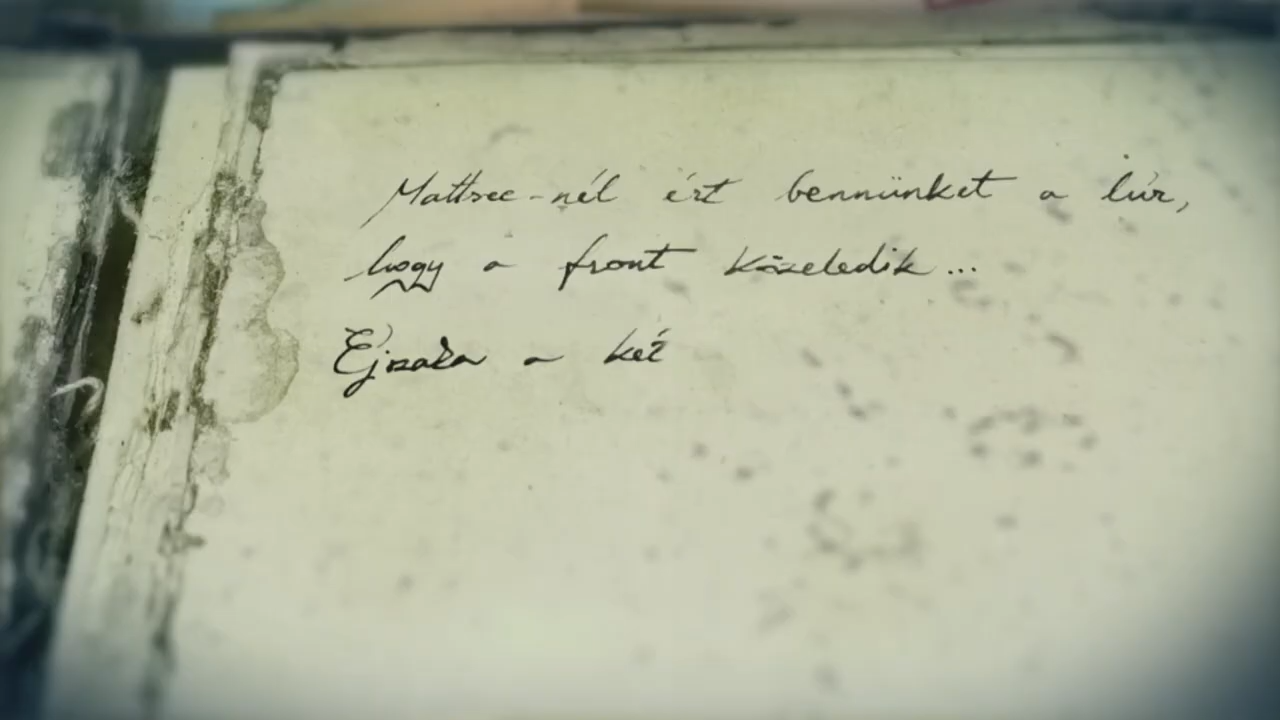 Mattsee-nél ért bennünket a hír,
hogy a front közeledik...
Éjszaka a két